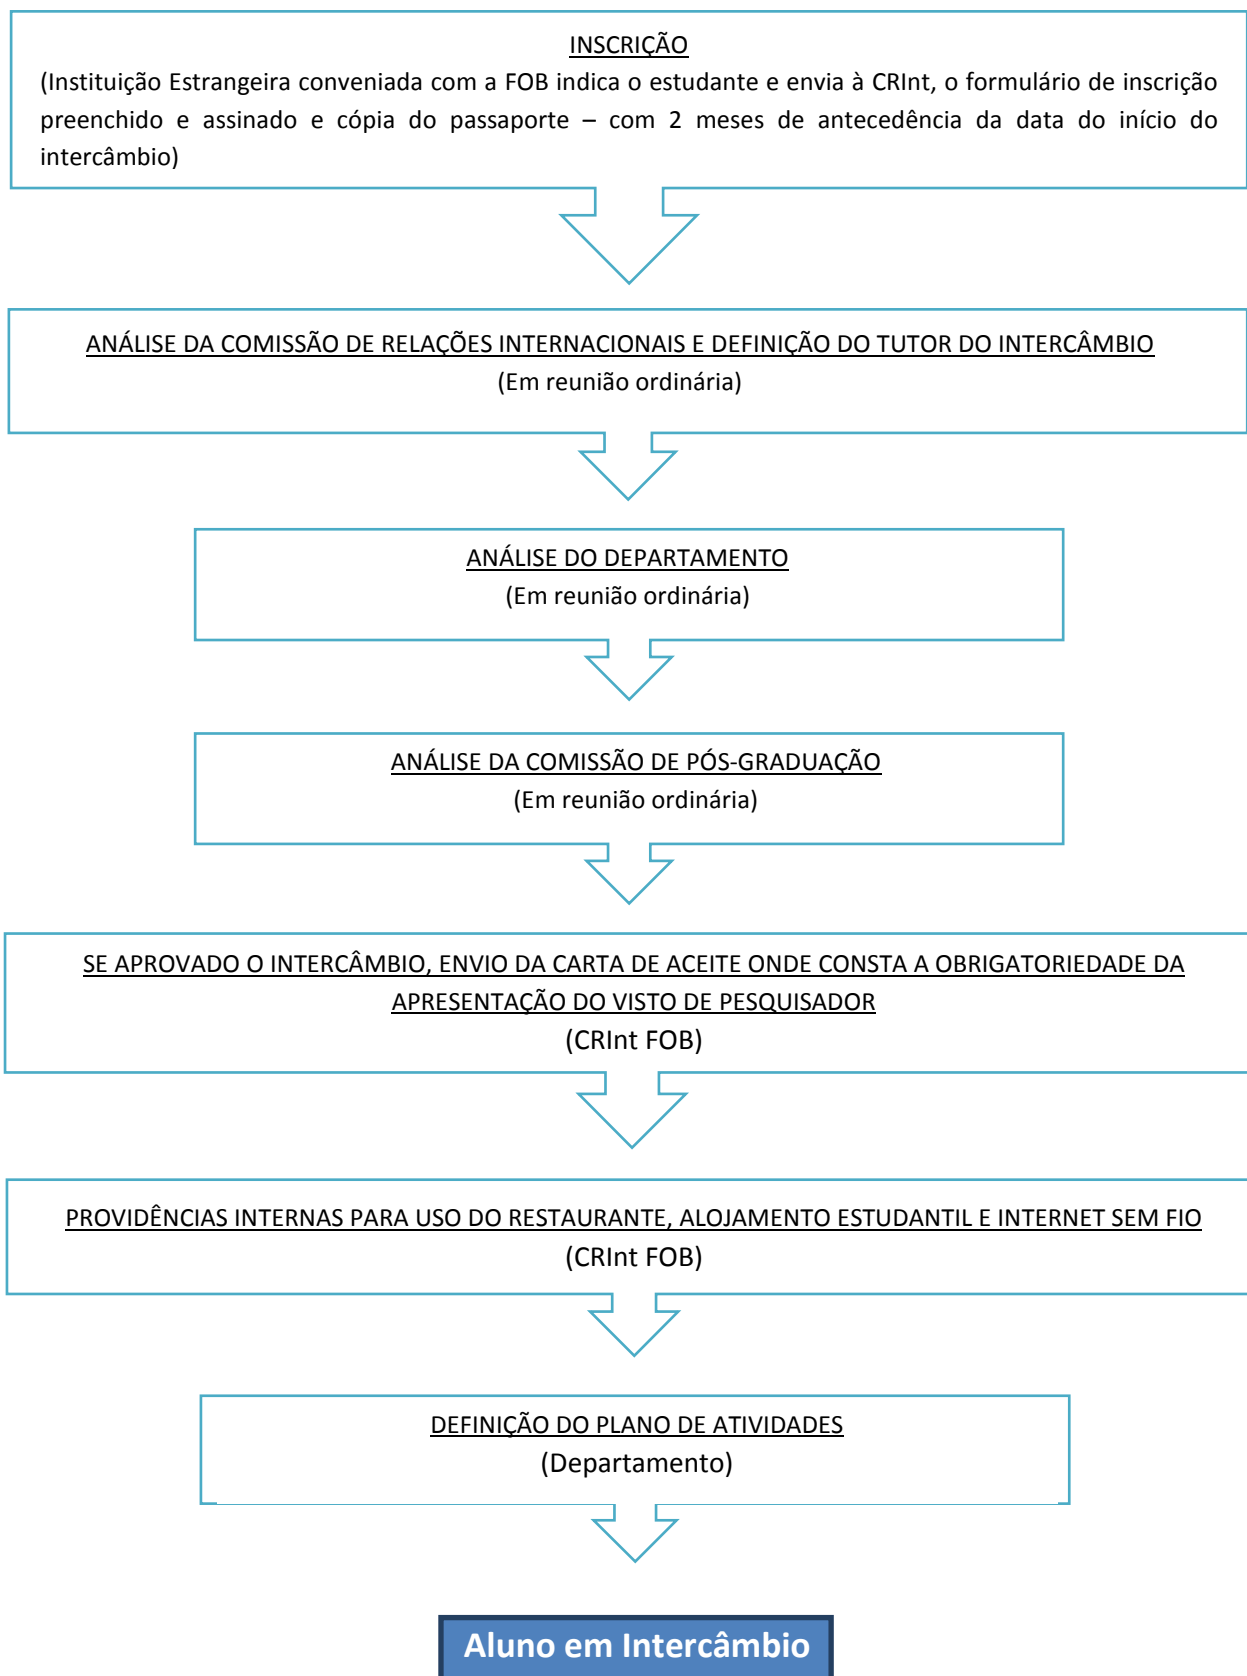 INSCRIÇÃO
(Instituição Estrangeira conveniada com a FOB indica o estudante e envia à CRInt, o formulário de inscrição
preenchido e assinado e cópia do passaporte – com 2 meses de antecedência da data do início do
intercâmbio)
ANÁLISE DA COMISSÃO DE RELAÇÕES INTERNACIONAIS E DEFINIÇÃO DO TUTOR DO INTERCÂMBIO
(Em reunião ordinária)
ANÁLISE DO DEPARTAMENTO
(Em reunião ordinária)
ANÁLISE DA COMISSÃO DE PÓS-GRADUAÇÃO
(Em reunião ordinária)
SE APROVADO O INTERCÂMBIO, ENVIO DA CARTA DE ACEITE ONDE CONSTA A OBRIGATORIEDADE DA
APRESENTAÇÃO DO VISTO DE PESQUISADOR
(CRInt FOB)
PROVIDÊNCIAS INTERNAS PARA USO DO RESTAURANTE, ALOJAMENTO ESTUDANTIL E INTERNET SEM FIO
(CRInt FOB)
DEFINIÇÃO DO PLANO DE ATIVIDADES
(Departamento)
Aluno em Intercâmbio